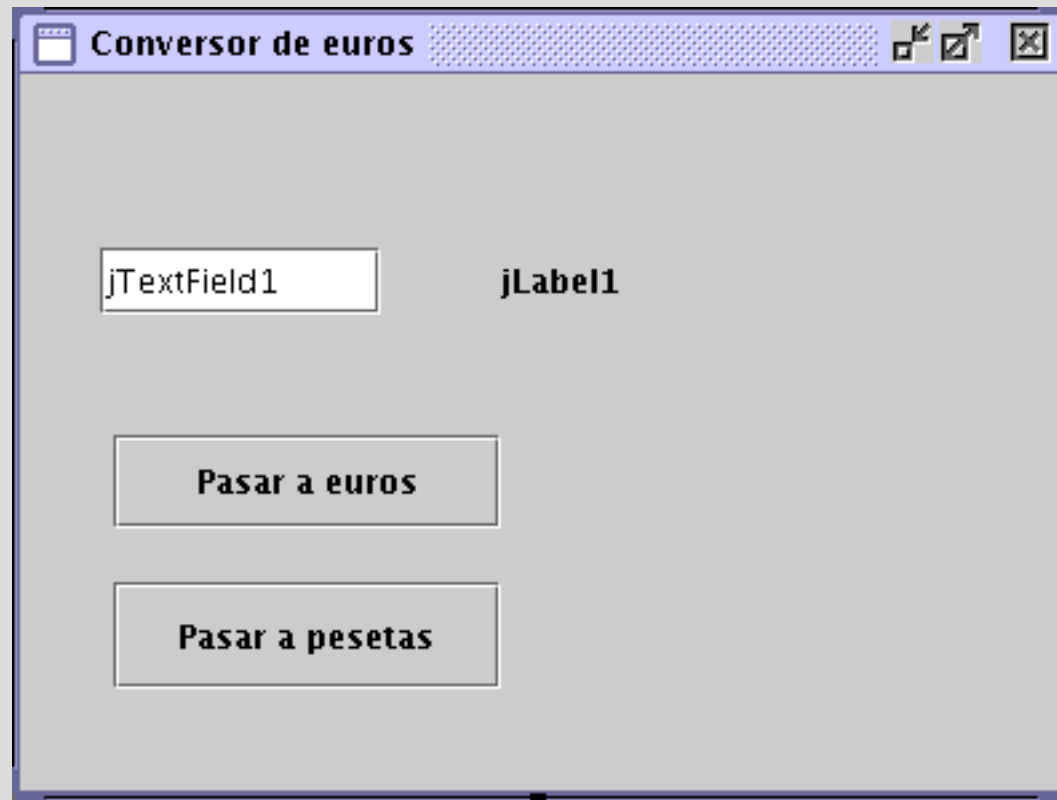 Conversor de euros
jTextField1 jLabel1
Pasar a euros
Pasar a pesetas